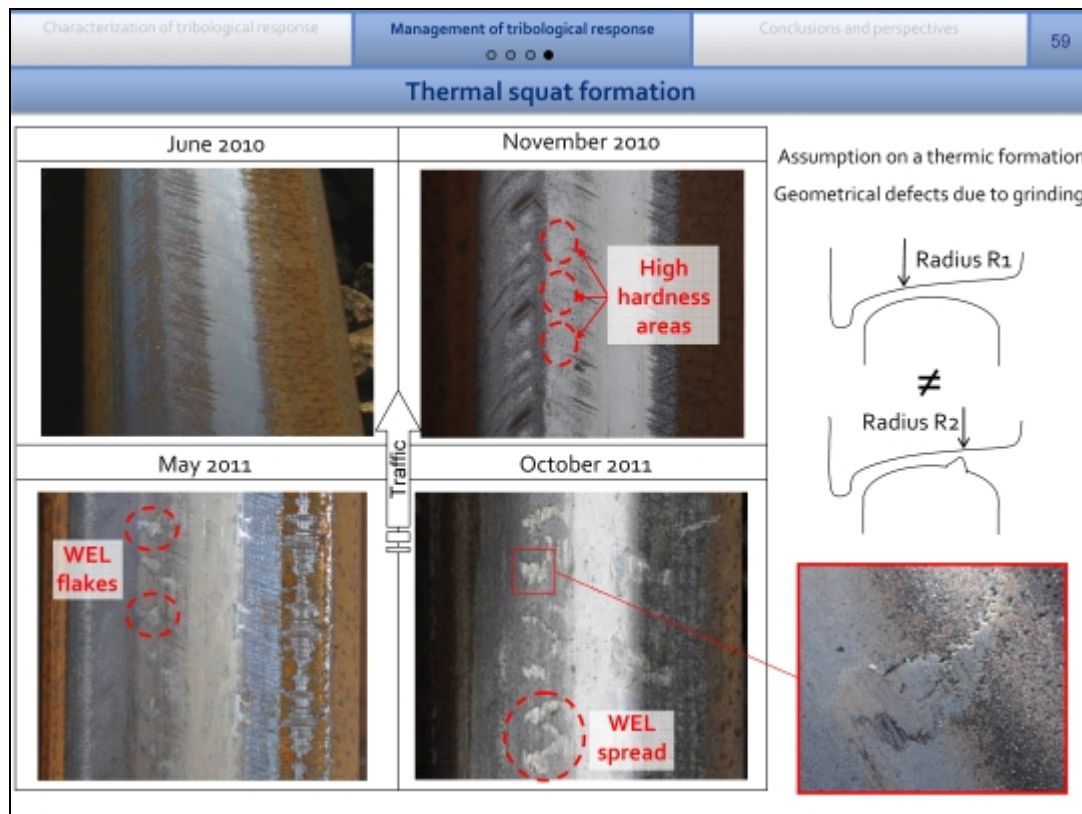 Characterization of tribological response
Management of tribological response
Conclusions and perspectives
59
Thermal squat formation
June 2010
November 2010
High
hardness
areas
May 2011
October 2011
Traffic
WEL
flakes
WEL
spread
Assumption on a thermic formation
Geometrical defects due to grinding
Radius R1
≠
Radius R2